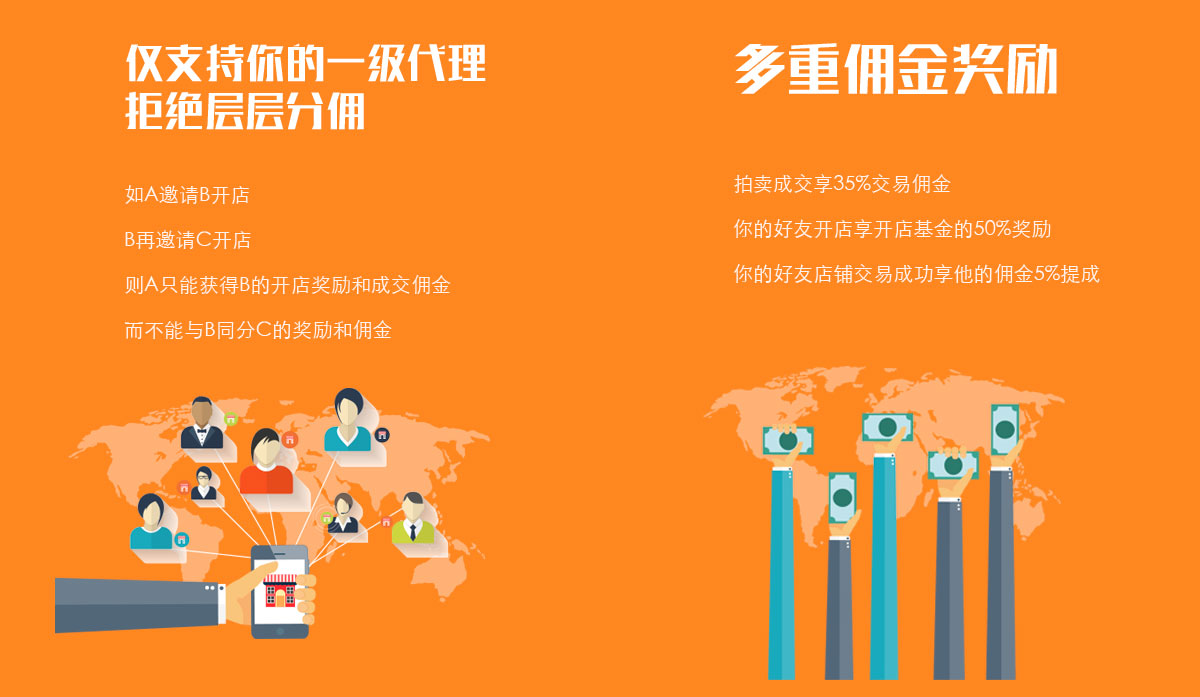 仅支持你的一级代理
拒绝层层分佣
如A邀请B开店
B再邀请C开店
则A只能获得B的开店奖励和成交佣金
而不能与B同分C的奖励和佣金
多重佣金奖励
拍卖成交享35%交易佣金
你的好友开店享开店基金的50%奖励
你的好友店铺交易成功享他的佣金5%提成